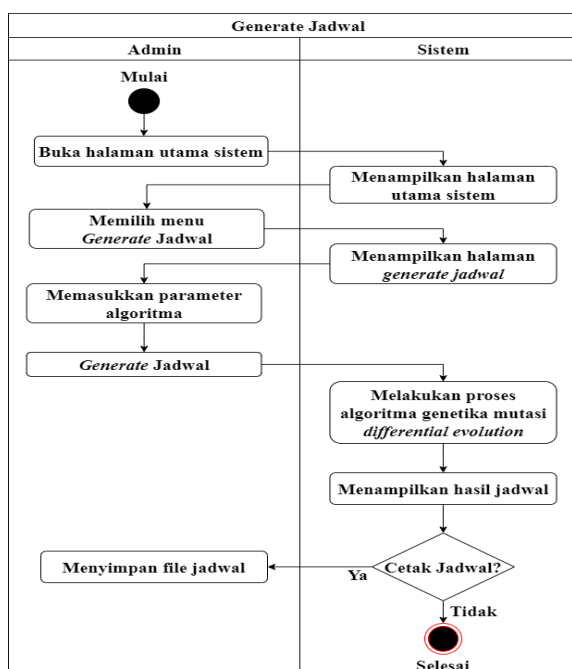 Generate Jadwal
Admin
Sistem
Mulai
Buka halaman utama sistem
Menampilkan halaman
utama sistem
Memilih menu
Generate Jadwal
Menampilkan halaman
generate jadwal
Memasukkan parameter
algoritma
Generate Jadwal
Melakukan proses
algoritma genetika mutasi
differential evolution
Menampilkan hasil jadwal
Cetak Jadwal?
Ya
Menyimpan file jadwal
Tidak
Selesai